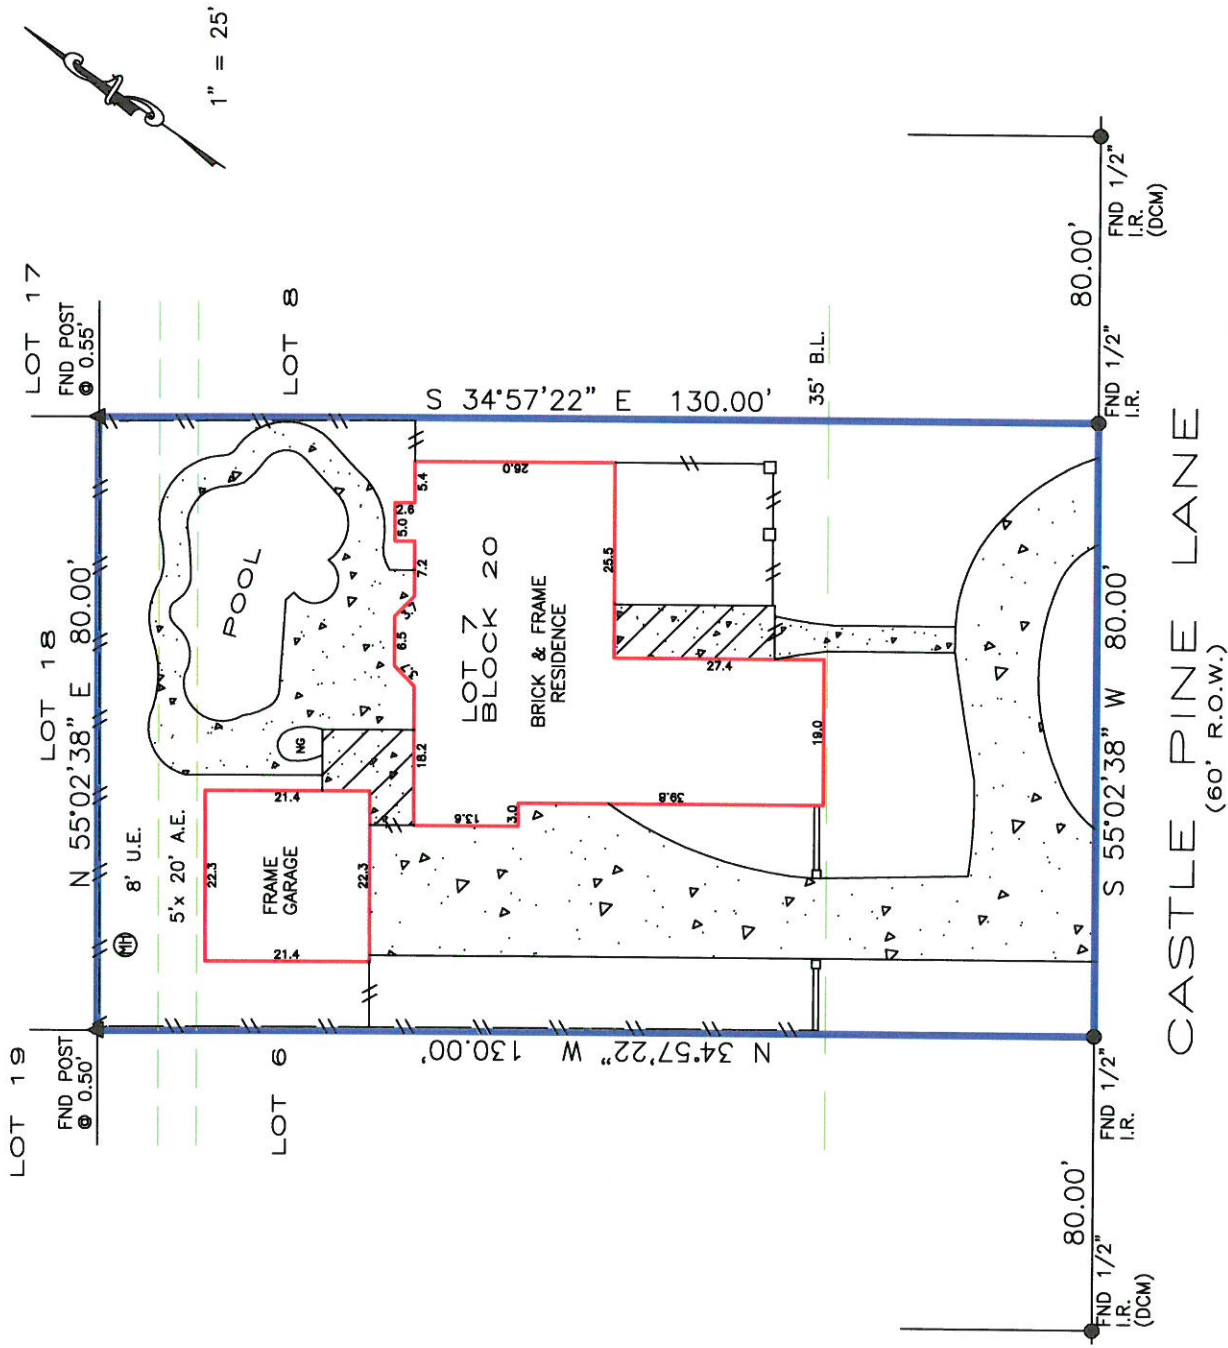 1" = 25'
LOT 19
FND POST
@ 0.50'
LOT 18
N 55°02'38" E 80.00'
LOT 17
FND POST
@ 0.55'
MH
8' U.E.
5'x 20' A.E.
LOT 6
LOT 8
22.3
21.4
21.4
22.3
FRAME
GARAGE
POOL
NG
18.2
3.7
6.5
3.7
7.2
5.0
2.6
5.4
26.0
25.5
27.4
19.0
39.8
3.0
13.6
LOT 7
BLOCK 20
BRICK & FRAME
RESIDENCE
S 34°57'22" E 130.00'
N 34°57'22" W 130.00'
35' B.L.
S 55°02'38" W 80.00'
80.00'
80.00'
FND 1/2"
I.R.
(DCM)
FND 1/2"
I.R.
FND 1/2"
I.R.
FND 1/2"
I.R.
(DCM)
CASTLE PINE LANE
(60' R.O.W.)